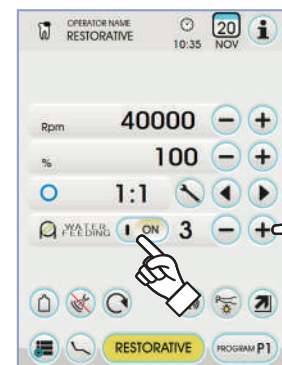 OPERATOR NAME
RESTORATIVE
10:35
20
NOV
i
Rpm 40000 − +
% 100 − +
1:1
WATER FEEDING I ON 3 − +
RESTORATIVE
PROGRAM P1